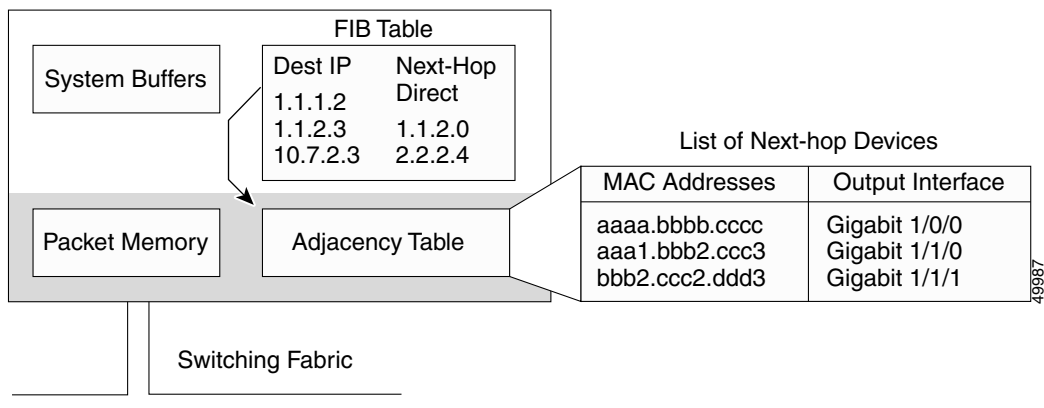 FIB Table
System Buffers
Dest IP Next-Hop
Direct
1.1.1.2
1.1.2.3 1.1.2.0
10.7.2.3 2.2.2.4
List of Next-hop Devices
MAC Addresses Output Interface
aaaa.bbbb.cccc Gigabit 1/0/0
aaa1.bbb2.ccc3 Gigabit 1/1/0
bbb2.ccc2.ddd3 Gigabit 1/1/1
Packet Memory
Adjacency Table
49987
Switching Fabric